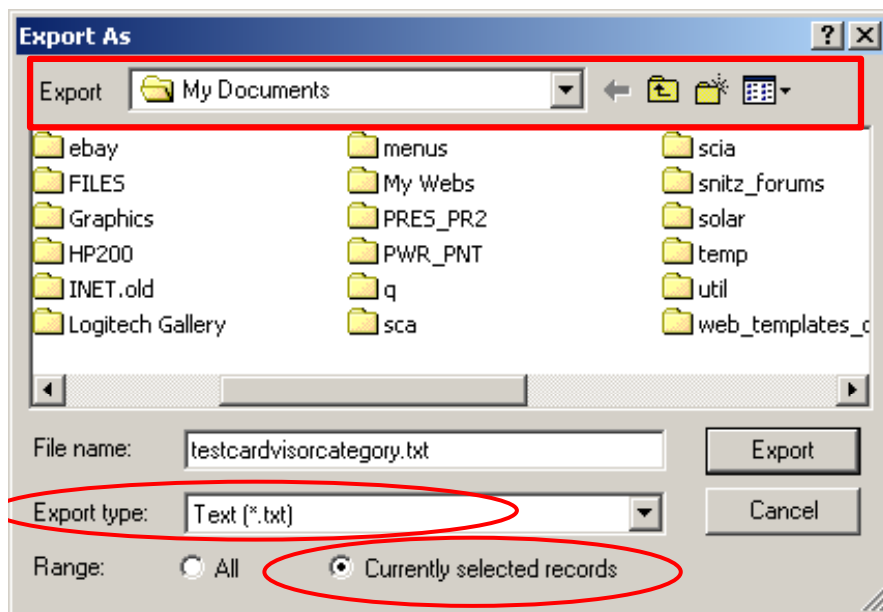 Export As
Export My Documents
ebay menus scia
FILES My Webs snitz_forums
Graphics PRES_PR2 solar
HP200 PWR_PNT temp
INET.old q util
Logitech Gallery sca web_templates_c
File name: testcardvisorcategory.txt Export
Export type: Text (*.txt) Cancel
Range: All Currently selected records